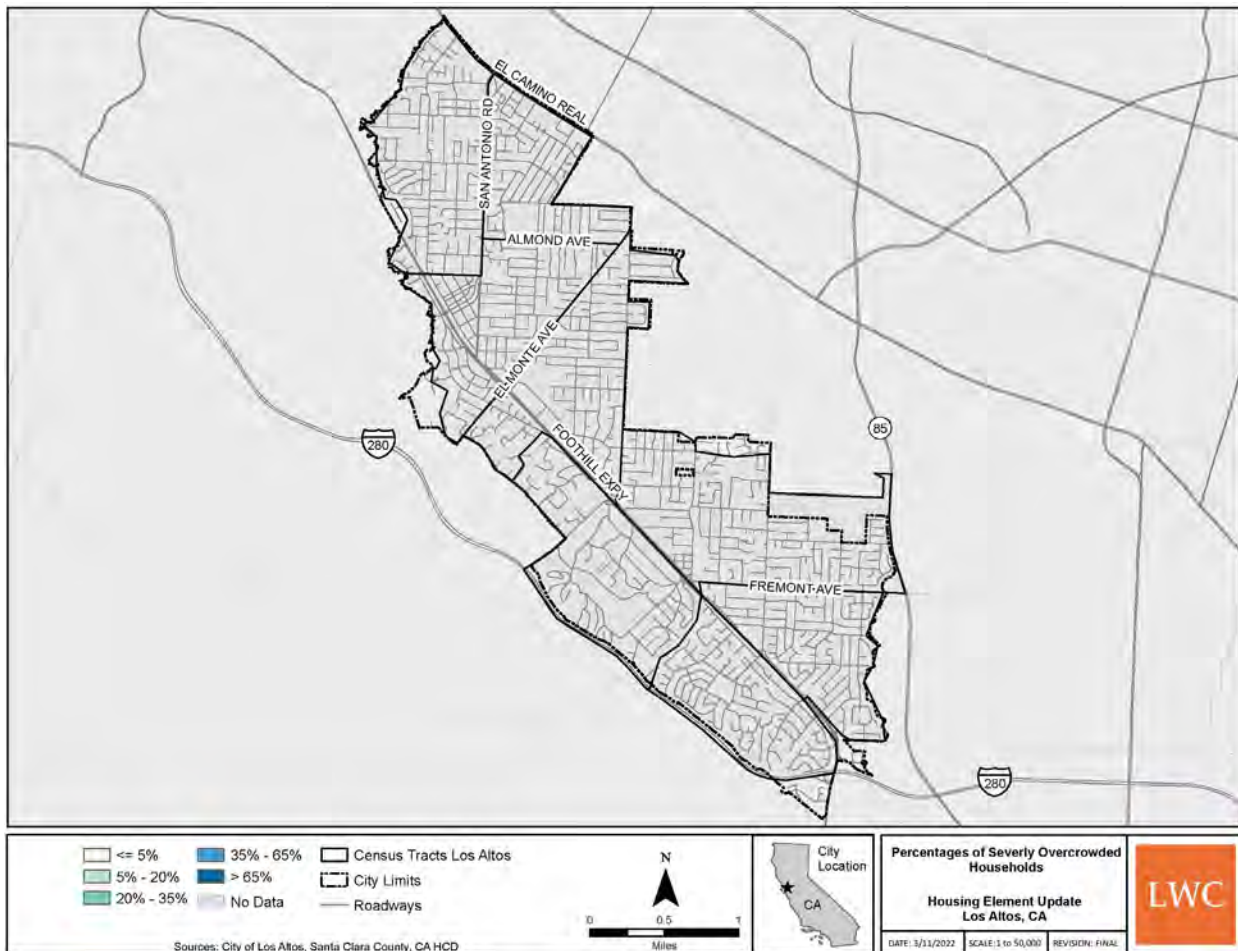 EL CAMINO REAL
SAN ANTONIO RD
ALMOND AVE
EL MONTE AVE
FOOTHILL EXPY
280
85
FREMONT AVE
280
<= 5%
5% - 20%
20% - 35%
35% - 65%
> 65%
No Data
Census Tracts Los Altos
City Limits
Roadways
Sources: City of Los Altos, Santa Clara County, CA HCD
N
0 0.5 1
Miles
City
Location
CA
Percentages of Severly Overcrowded
Households
Housing Element Update
Los Altos, CA
DATE: 3/11/2022 SCALE: 1 to 50,000 REVISION: FINAL
LWC